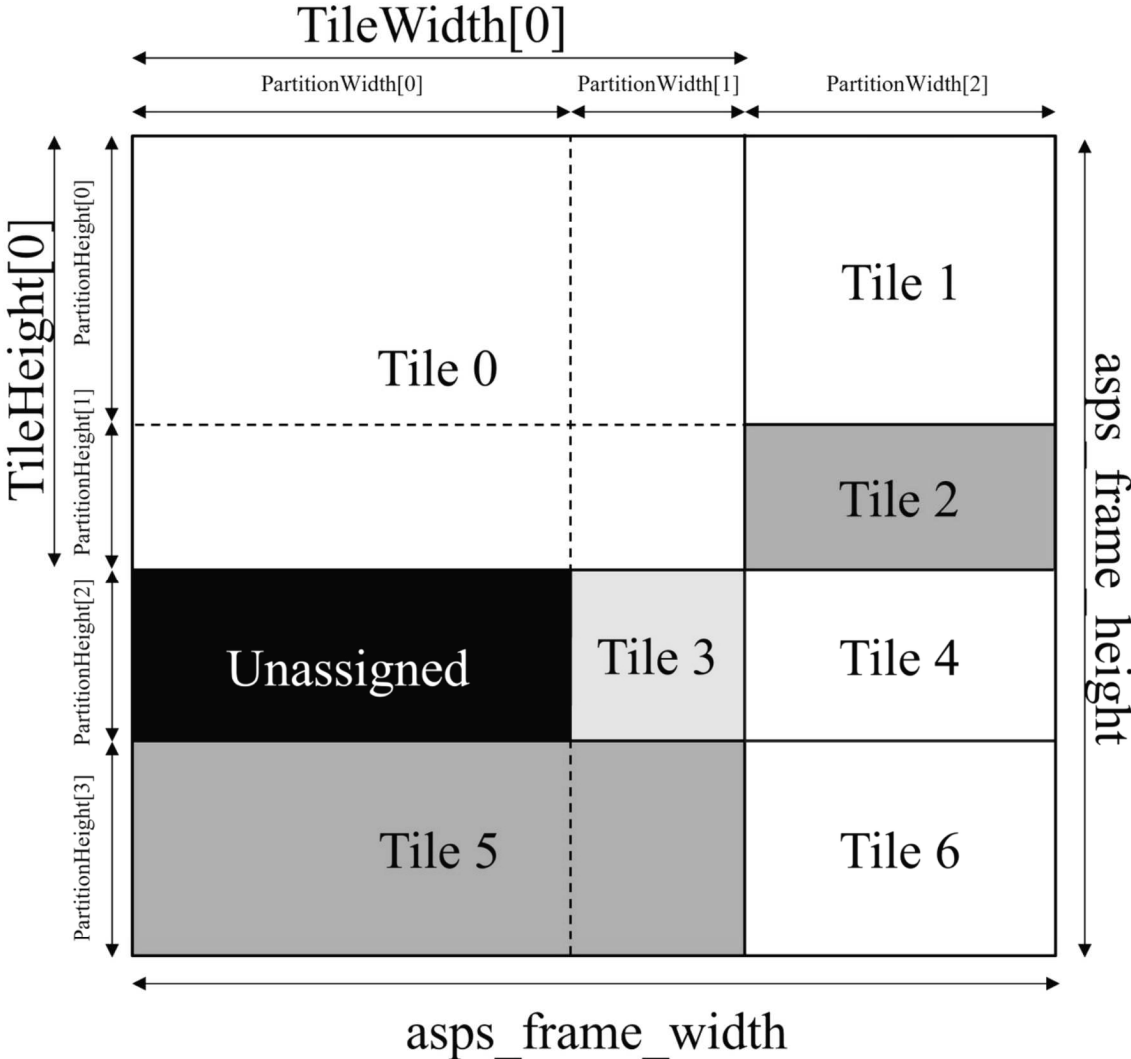 TileWidth[0]
PartitionWidth[0] PartitionWidth[1] PartitionWidth[2]
TileHeight[0]
PartitionHeight[0]
PartitionHeight[1]
PartitionHeight[2]
PartitionHeight[3]
Tile 0
Tile 1
Tile 2
Unassigned
Tile 3
Tile 4
Tile 5
Tile 6
asps_frame_height
asps_frame_width